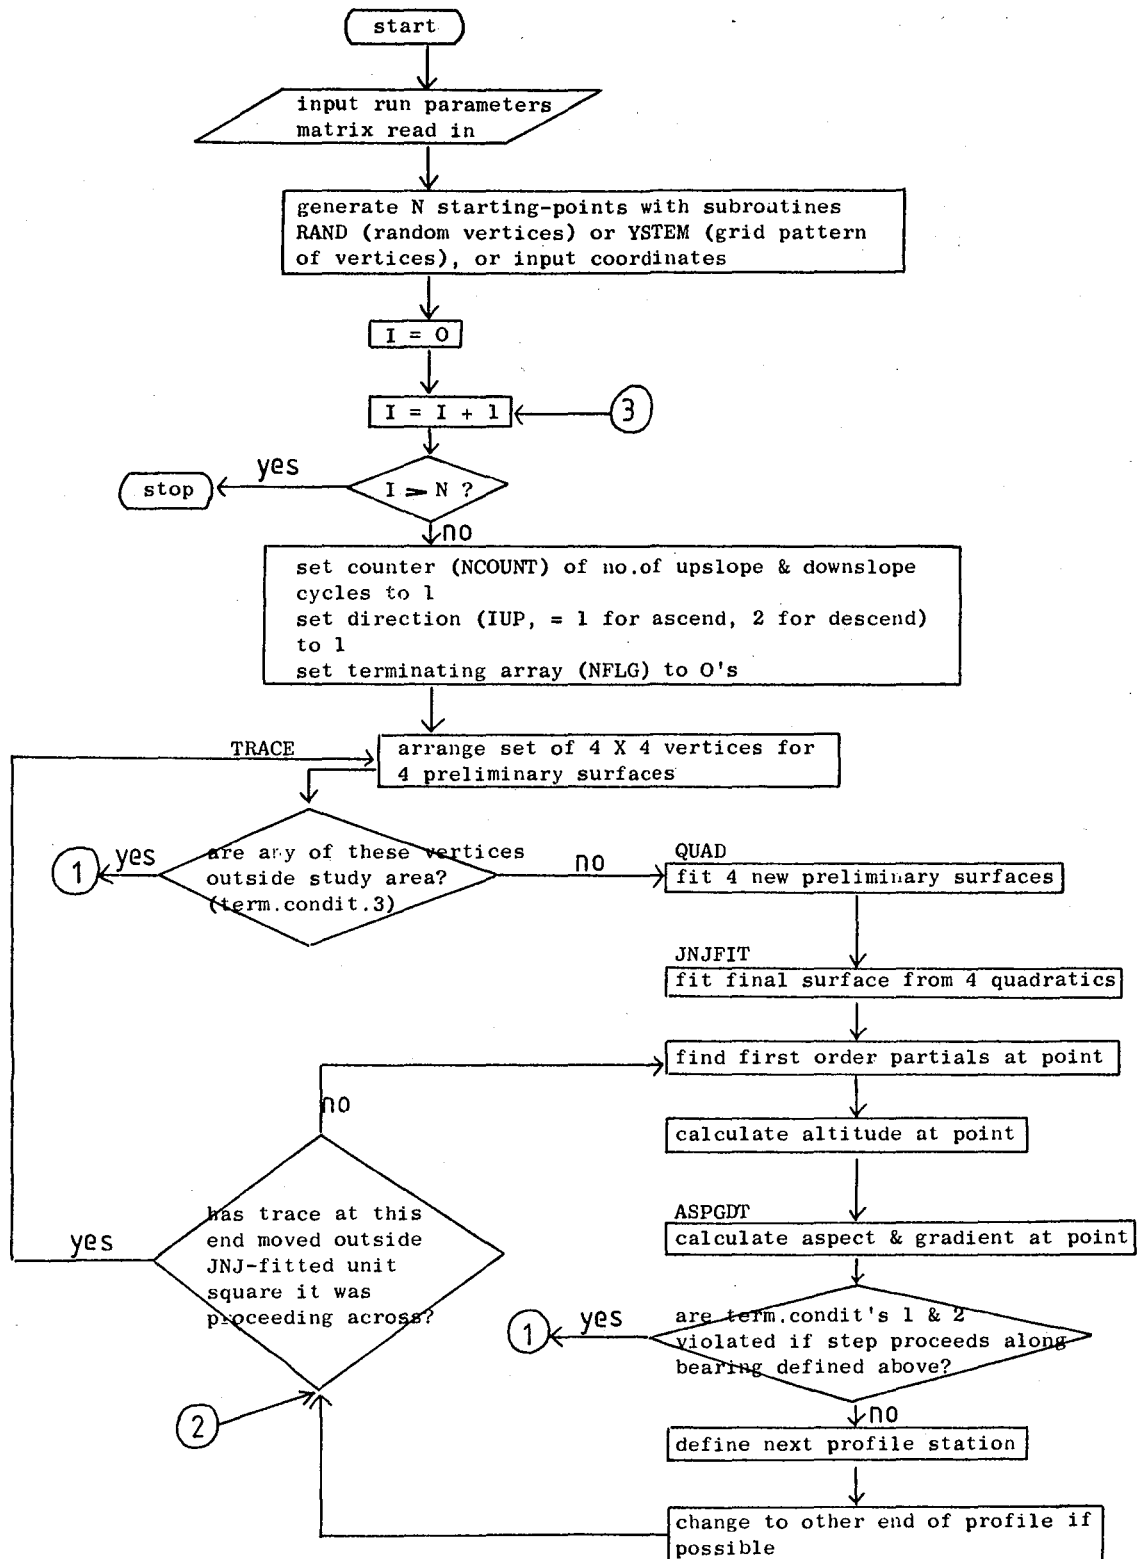 start
input run parameters
matrix read in
generate N starting-points with subroutines
RAND (random vertices) or YSTEM (grid pattern
of vertices), or input coordinates
I = O
I = I + 1
3
I > N ?
yes
stop
no
set counter (NCOUNT) of no.of upslope & downslope
cycles to 1
set direction (IUP, = 1 for ascend, 2 for descend)
to 1
set terminating array (NFLG) to O's
TRACE
arrange set of 4 X 4 vertices for
4 preliminary surfaces
are any of these vertices
outside study area?
(term.condit.3)
yes
1
no
QUAD
fit 4 new preliminary surfaces
JNJFIT
fit final surface from 4 quadratics
find first order partials at point
calculate altitude at point
ASPGDT
calculate aspect & gradient at point
are term.condit's 1 & 2
violated if step proceeds along
bearing defined above?
yes
1
no
define next profile station
change to other end of profile if
possible
2
has trace at this
end moved outside
JNJ-fitted unit
square it was
proceeding across?
no
yes